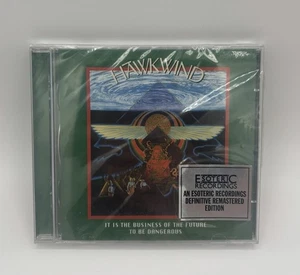 HAWKWIND
ESOTERIC
RECORDINGS
AN ESOTERIC RECORDINGS
DEFINITIVE REMASTERED
EDITION
IT IS THE BUSINESS OF THE FUTURE
TO BE DANGEROUS